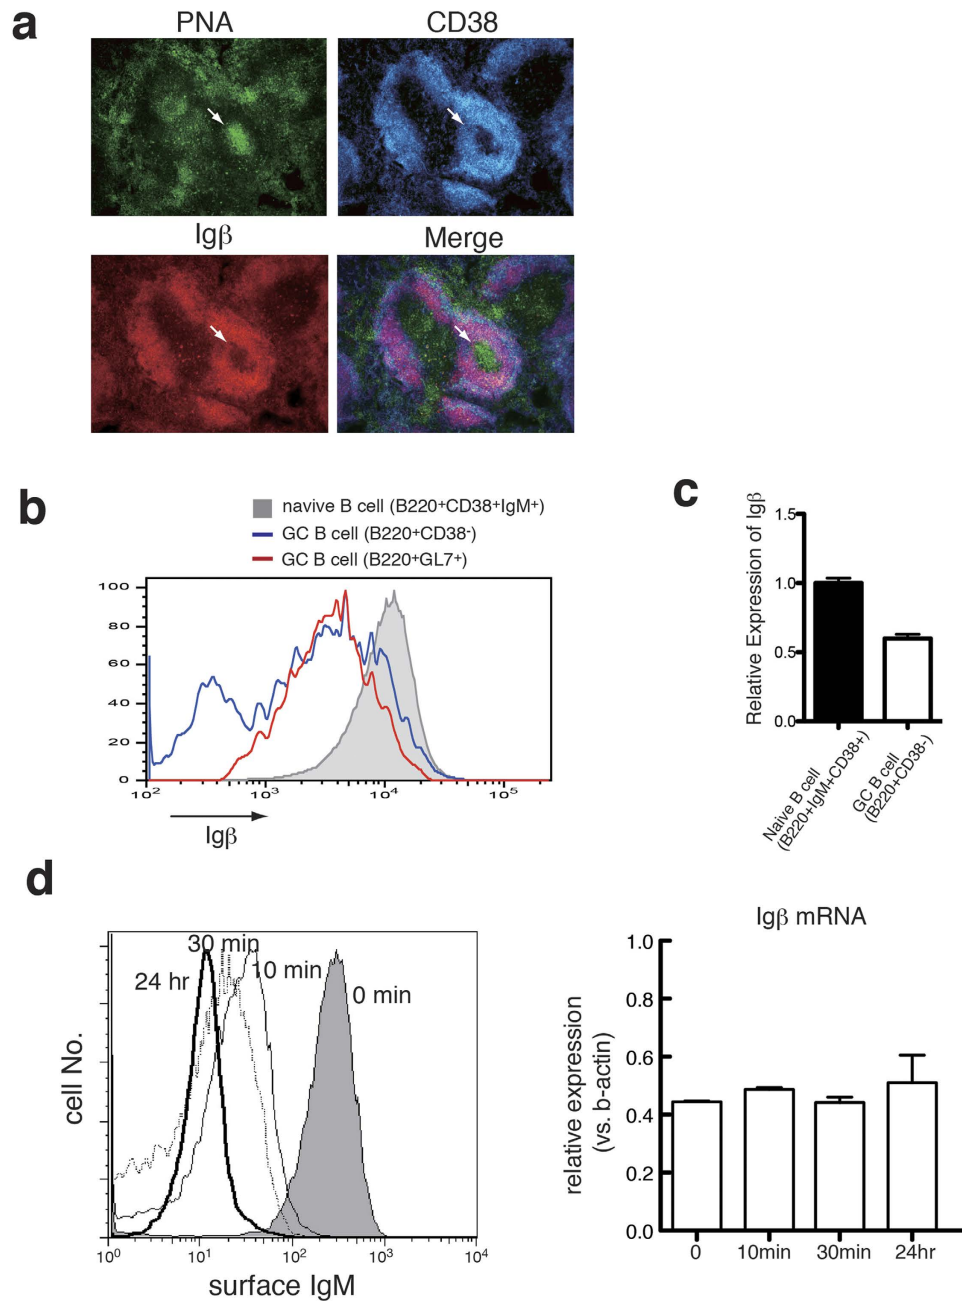 a
PNA
CD38
Igβ
Merge
b
navive B cell (B220+CD38+IgM+)
GC B cell (B220+CD38-)
GC B cell (B220+GL7+)
100
80
60
40
20
0
10² 10³ 10⁴ 10⁵
Igβ
c
Relative Expression of Igβ
1.5
1.0
0.5
0.0
Naive B cell
(B220+IgM+CD38+)
GC B cell
(B220+CD38-)
d
30 min
24 hr
10 min
0 min
cell No.
10⁰ 10¹ 10² 10³ 10⁴
surface IgM
Igβ mRNA
relative expression
(vs. b-actin)
1.0
0.8
0.6
0.4
0.2
0.0
0 10min 30min 24hr